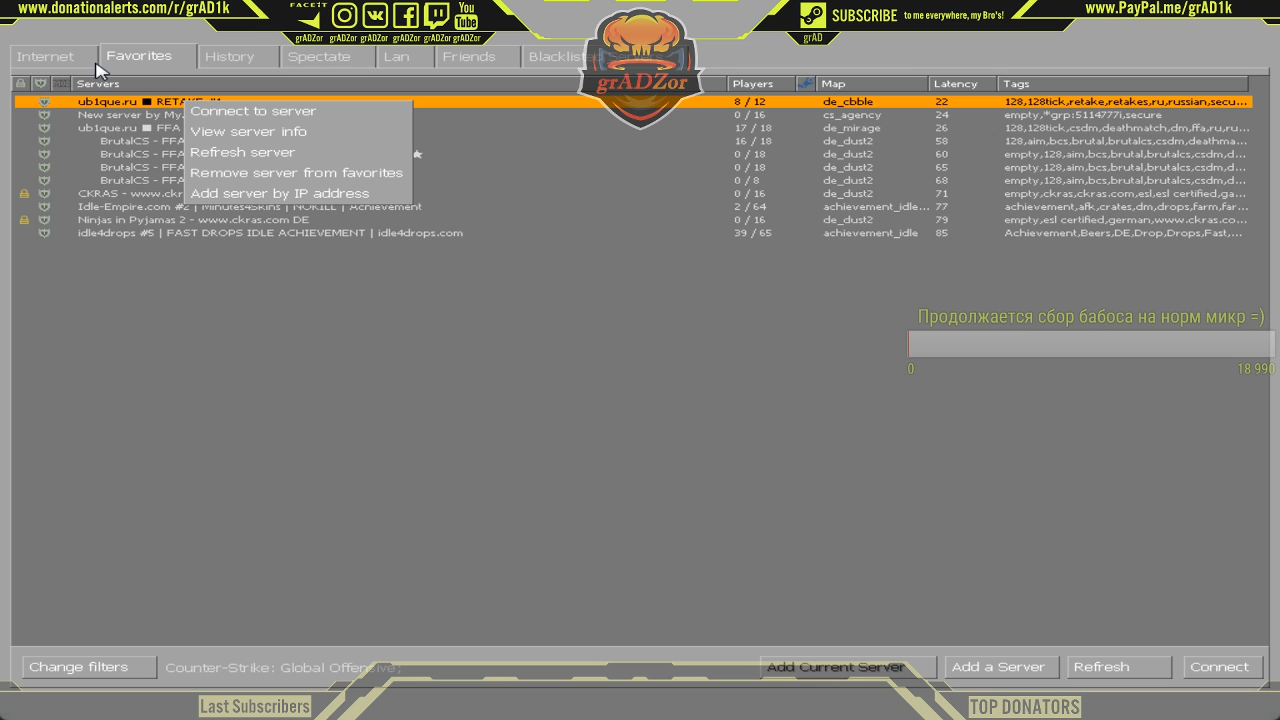 www.donationalerts.com/r/grAD1k
FACEIT
You
Tube
grADZor grADZor grADZor grADZor grADZor grADZor
grADZor
SUBSCRIBE to me everywhere, my Bro's!
grAD
www.PayPal.me/grAD1k
Internet Favorites History Spectate Lan Friends Blackliste
Servers Players Map Latency Tags
ub1que.ru ■ RETAKE #1 8 / 12 de_cbble 22 128,128tick,retake,retakes,ru,russian,secu...
New server by My. 0 / 16 cs_agency 24 empty,*grp:5114777i,secure
ub1que.ru ■ FFA 17 / 18 de_mirage 26 128,128tick,csdm,deathmatch,dm,ffa,ru,ru...
BrutalCS - FFA 16 / 18 de_dust2 58 128,aim,bcs,brutal,brutalcs,csdm,deathma...
BrutalCS - FFA ★ 0 / 18 de_dust2 60 empty,128,aim,bcs,brutal,brutalcs,csdm,d...
BrutalCS - FFA 0 / 18 de_dust2 65 empty,128,aim,bcs,brutal,brutalcs,csdm,d...
BrutalCS - FFA 0 / 8 de_dust2 68 empty,128,aim,bcs,brutal,brutalcs,csdm,d...
CKRAS - www.ckr 0 / 16 de_dust2 71 empty,ckras,ckras.com,esl,esl certified,ga...
Idle-Empire.com #2 | Minutes4Skins | NOKILL | Achievement 2 / 64 achievement_idle... 77 achievement,afk,crates,dm,drops,farm,far...
Ninjas in Pyjamas 2 - www.ckras.com DE 0 / 16 de_dust2 79 empty,esl certified,german,www.ckras.co...
idle4drops #5 | FAST DROPS IDLE ACHIEVEMENT | idle4drops.com 39 / 65 achievement_idle 85 Achievement,Beers,DE,Drop,Drops,Fast,...
Connect to server
View server info
Refresh server
Remove server from favorites
Add server by IP address
Продолжается сбор бабоса на норм микр =)
0 18 990
Change filters Counter-Strike: Global Offensive; Add Current Server Add a Server Refresh Connect
Last Subscribers TOP DONATORS